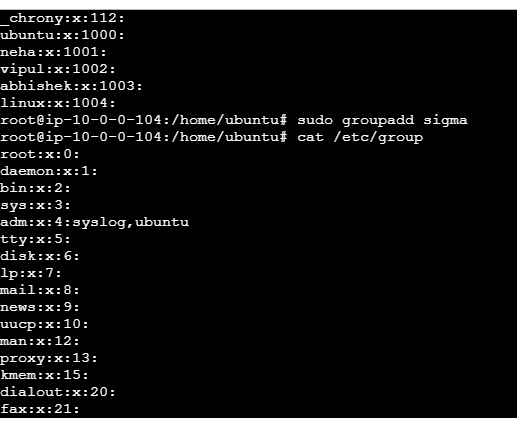 _chrony:x:112:
ubuntu:x:1000:
neha:x:1001:
vipul:x:1002:
abhishek:x:1003:
linux:x:1004:
root@ip-10-0-0-104:/home/ubuntu# sudo groupadd sigma
root@ip-10-0-0-104:/home/ubuntu# cat /etc/group
root:x:0:
daemon:x:1:
bin:x:2:
sys:x:3:
adm:x:4:syslog,ubuntu
tty:x:5:
disk:x:6:
lp:x:7:
mail:x:8:
news:x:9:
uucp:x:10:
man:x:12:
proxy:x:13:
kmem:x:15:
dialout:x:20:
fax:x:21: